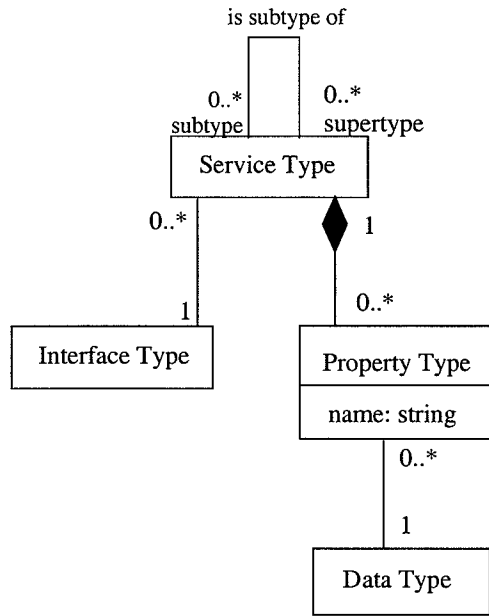 is subtype of
0..* 0..*
subtype supertype
Service Type
0..* 1
1 0..*
Interface Type Property Type
name: string
0..*
1
Data Type